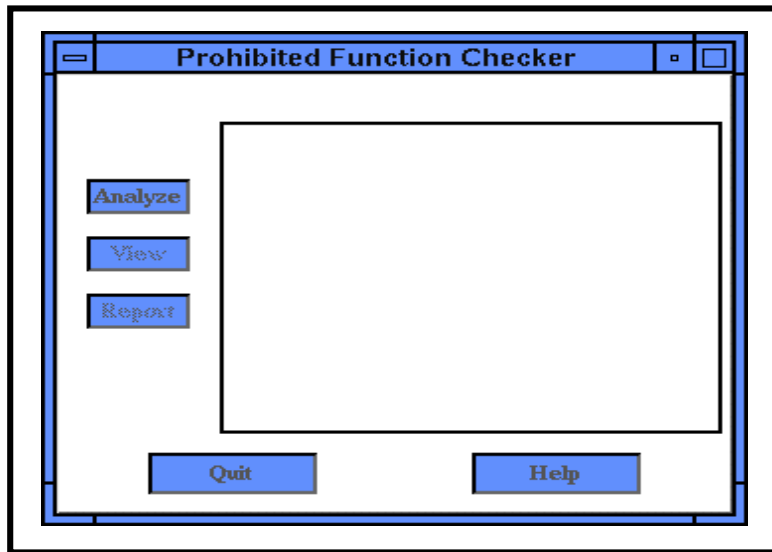 Prohibited Function Checker
Analyze
View
Report
Quit
Help